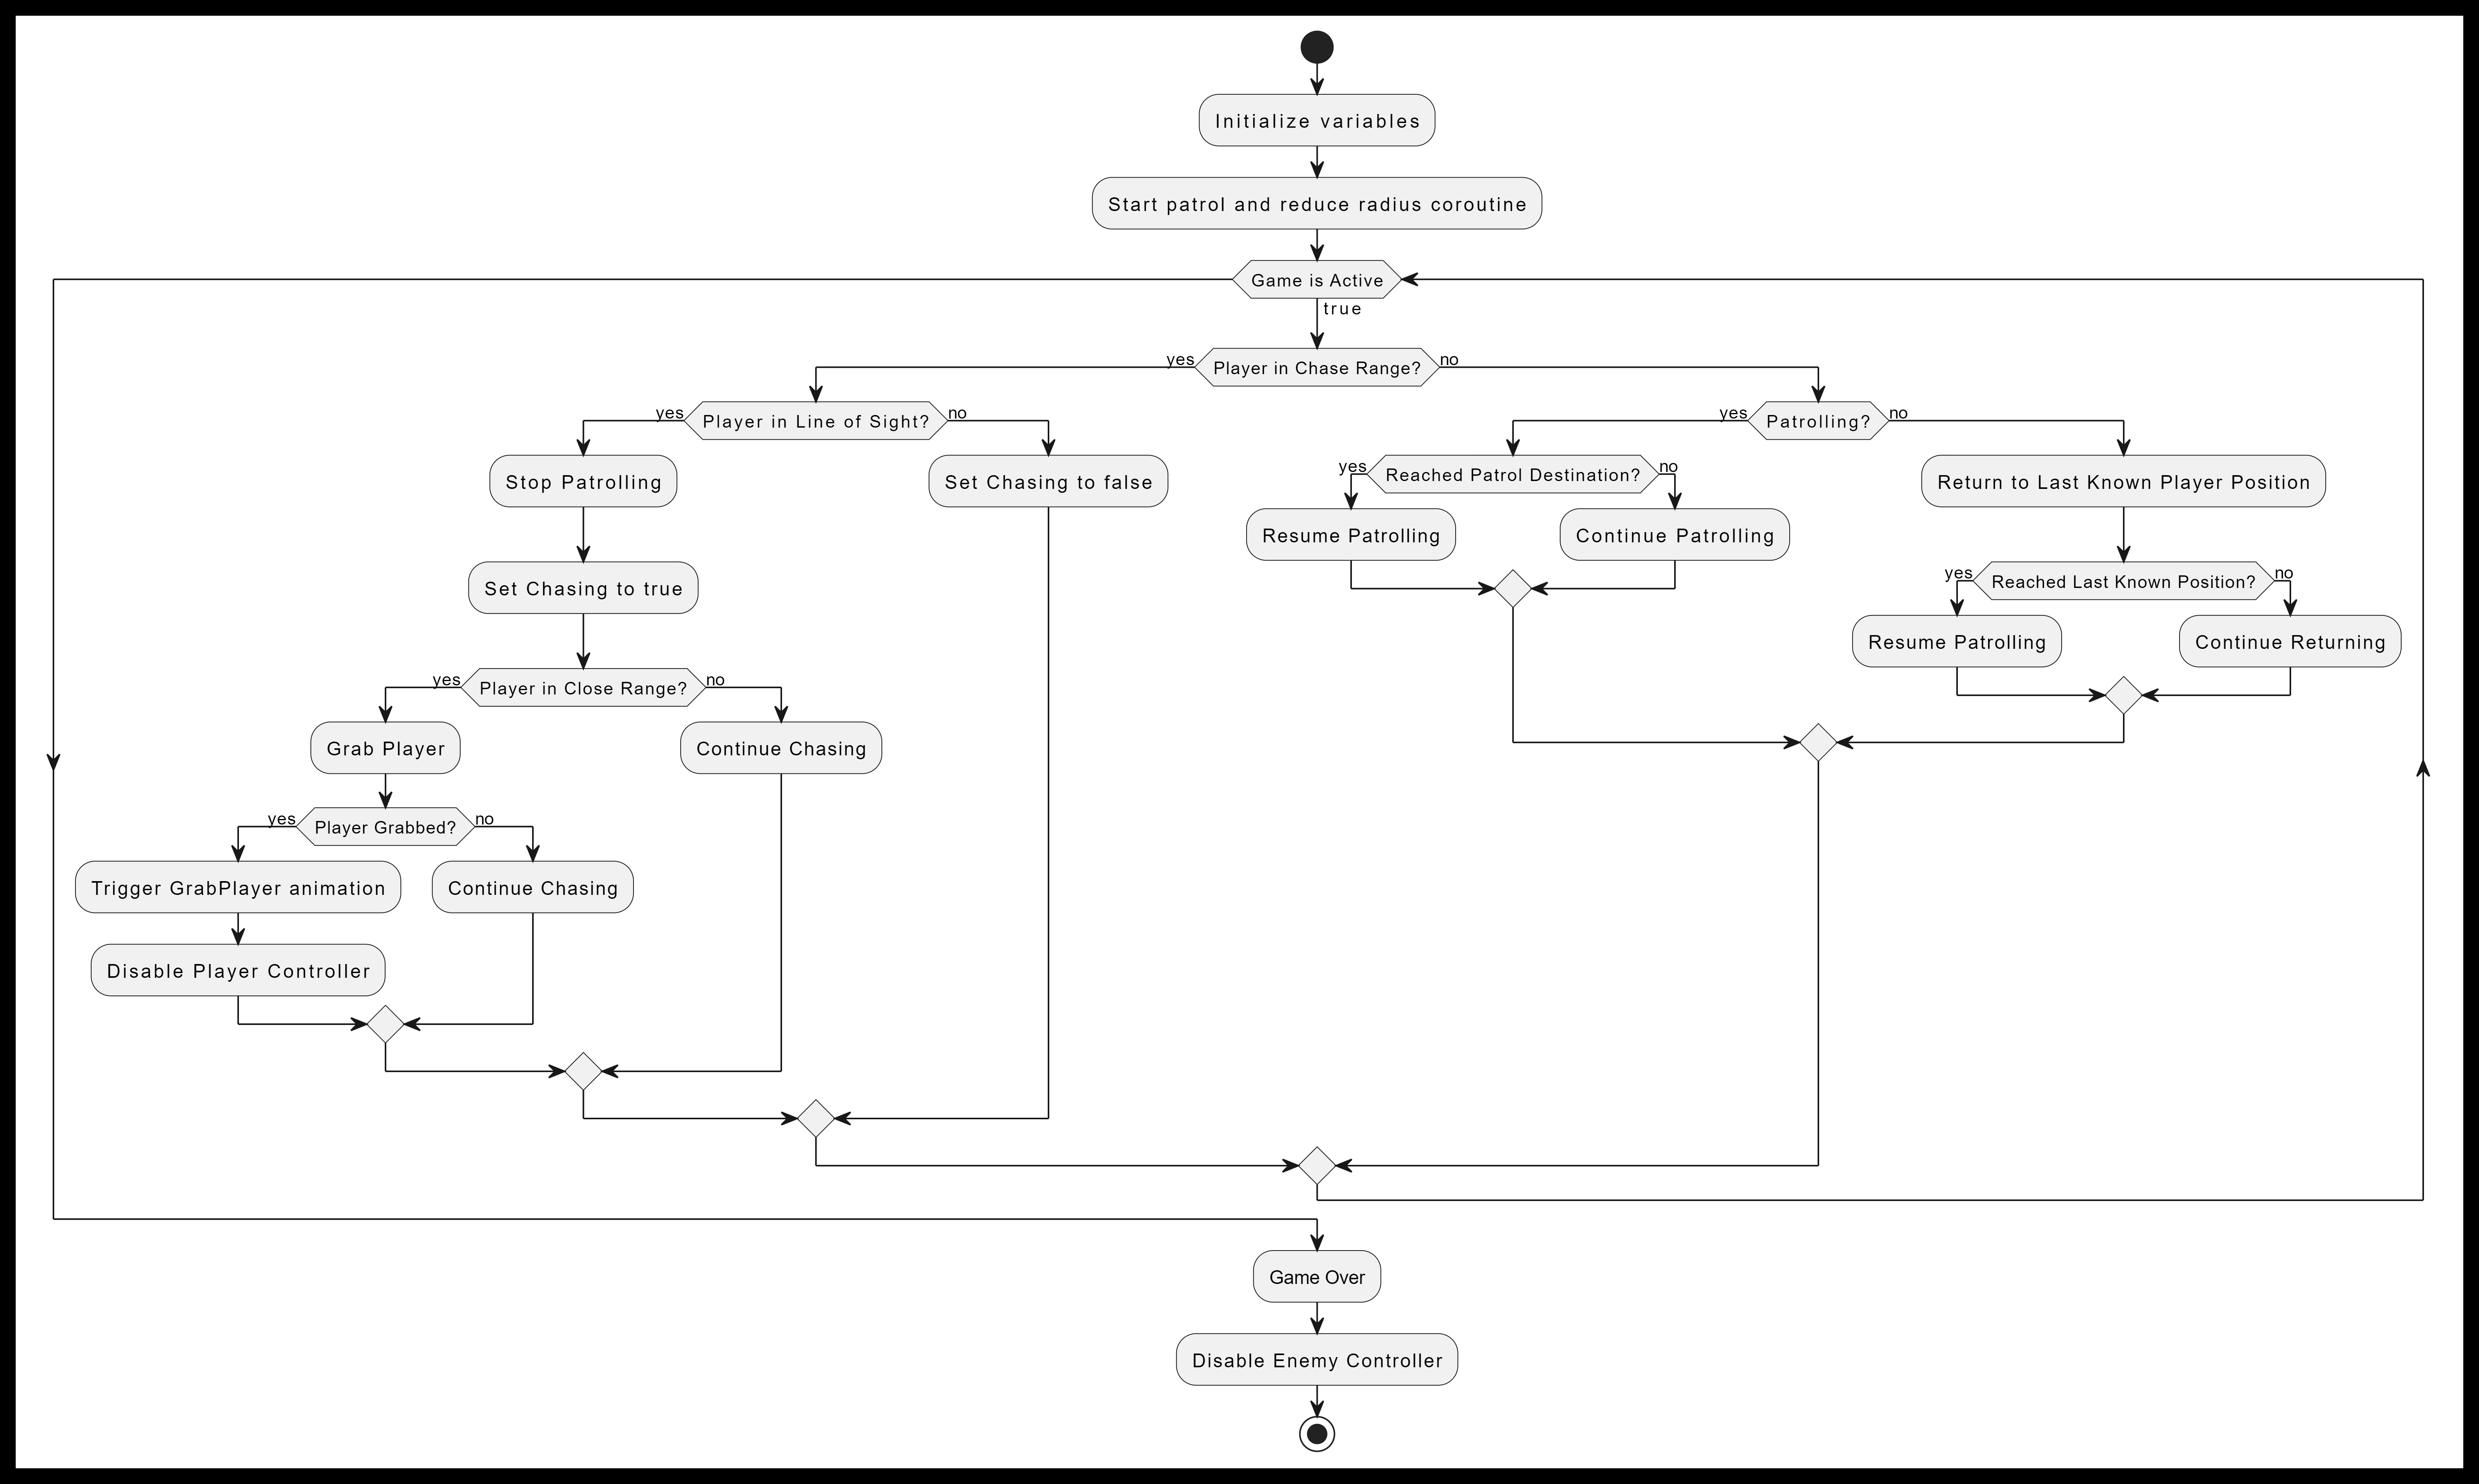 Initialize variables
Start patrol and reduce radius coroutine
Game is Active
true
yes
Player in Chase Range?
no
yes
Player in Line of Sight?
no
yes
Patrolling?
no
Stop Patrolling
Set Chasing to false
yes
Reached Patrol Destination?
no
Return to Last Known Player Position
Resume Patrolling
Continue Patrolling
Set Chasing to true
yes
Reached Last Known Position?
no
Resume Patrolling
Continue Returning
yes
Player in Close Range?
no
Grab Player
Continue Chasing
yes
Player Grabbed?
no
Trigger GrabPlayer animation
Continue Chasing
Disable Player Controller
Game Over
Disable Enemy Controller